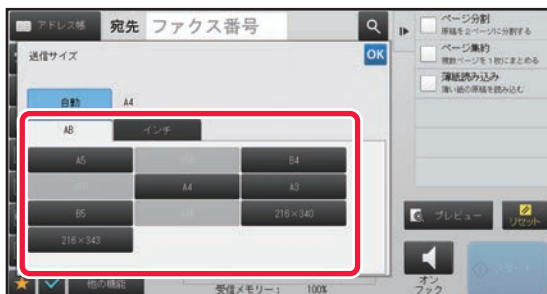 アドレス帳 宛先 ファクス番号
送信サイズ OK
自動 A4
AB インチ
A5 B4
A4 A3
B5 216×340
216×343
他の機能 受信メモリー: 100%
ページ分割
原稿を2ページに分割する
ページ集約
複数ページを1枚にまとめる
薄紙読み込み
薄い紙の原稿を読み込む
プレビュー リセット
オン
フック
スタート